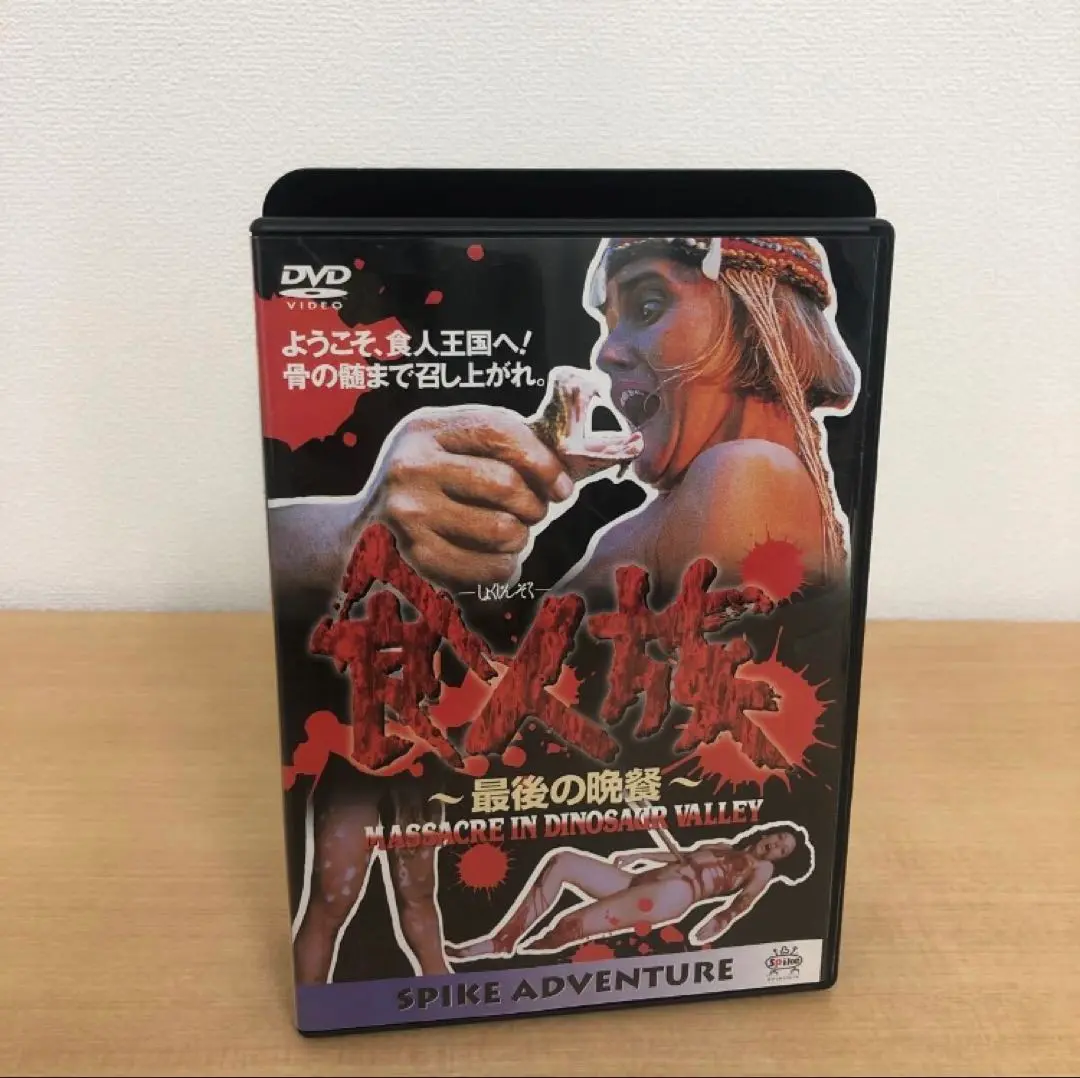 DVD
VIDEO
ようこそ、食人王国へ!
骨の髄まで召し上がれ。
―しょくじんぞく―
食人族
～最後の晩餐～
MASSACRE IN DINOSAUR VALLEY
SPIKE ADVENTURE
Spike